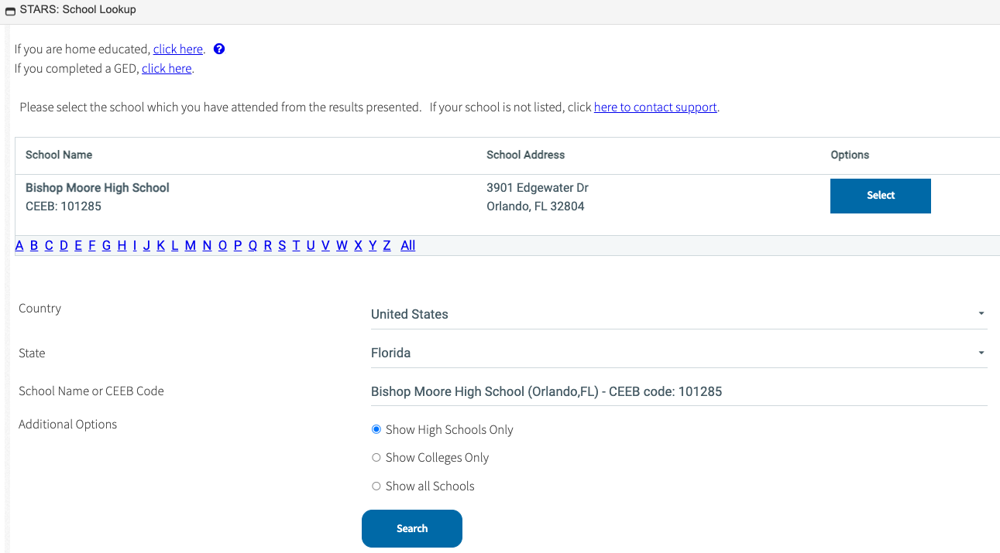 STARS: School Lookup
If you are home educated, click here. ?
If you completed a GED, click here.
Please select the school which you have attended from the results presented. If your school is not listed, click here to contact support.
School Name School Address Options
Bishop Moore High School 3901 Edgewater Dr Select
CEEB: 101285 Orlando, FL 32804
A B C D E F G H I J K L M N O P Q R S T U V W X Y Z All
Country United States
State Florida
School Name or CEEB Code Bishop Moore High School (Orlando,FL) - CEEB code: 101285
Additional Options Show High Schools Only
Show Colleges Only
Show all Schools
Search